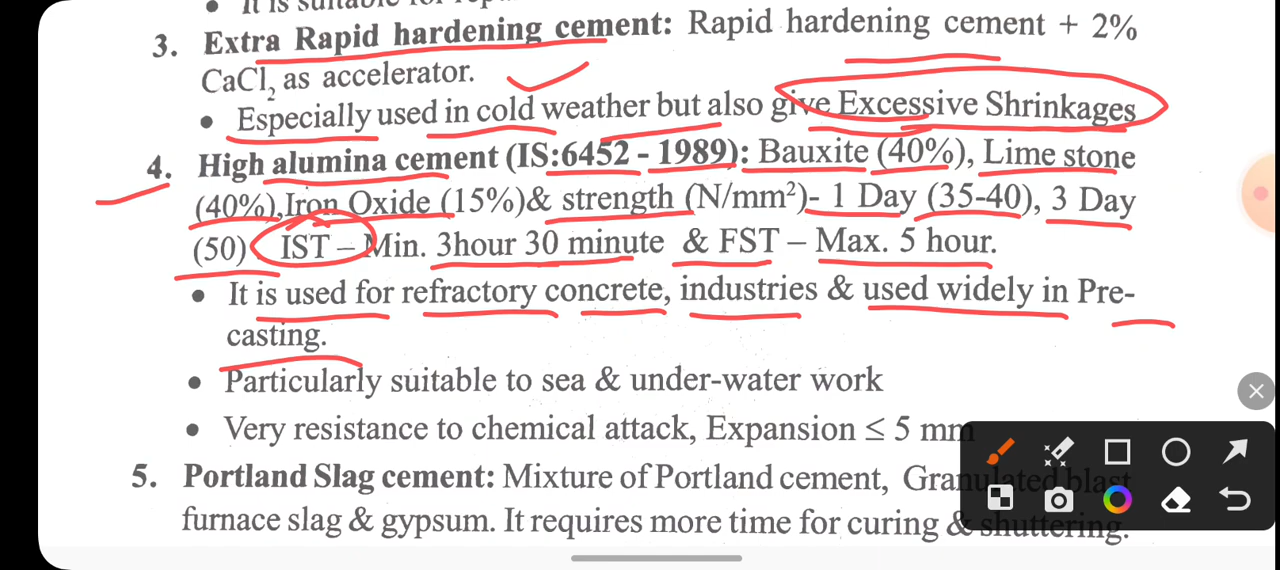 • It is suitable for rep
3. Extra Rapid hardening cement: Rapid hardening cement + 2%
CaCl₂ as accelerator.
• Especially used in cold weather but also give Excessive Shrinkages
4. High alumina cement (IS:6452 - 1989): Bauxite (40%), Lime stone
(40%),Iron Oxide (15%)& strength (N/mm²)- 1 Day (35-40), 3 Day
(50) IST – Min. 3hour 30 minute & FST – Max. 5 hour.
• It is used for refractory concrete, industries & used widely in Pre-
casting.
• Particularly suitable to sea & under-water work
• Very resistance to chemical attack, Expansion ≤ 5 mm
5. Portland Slag cement: Mixture of Portland cement, Granulated blast
furnace slag & gypsum. It requires more time for curing & shuttering.